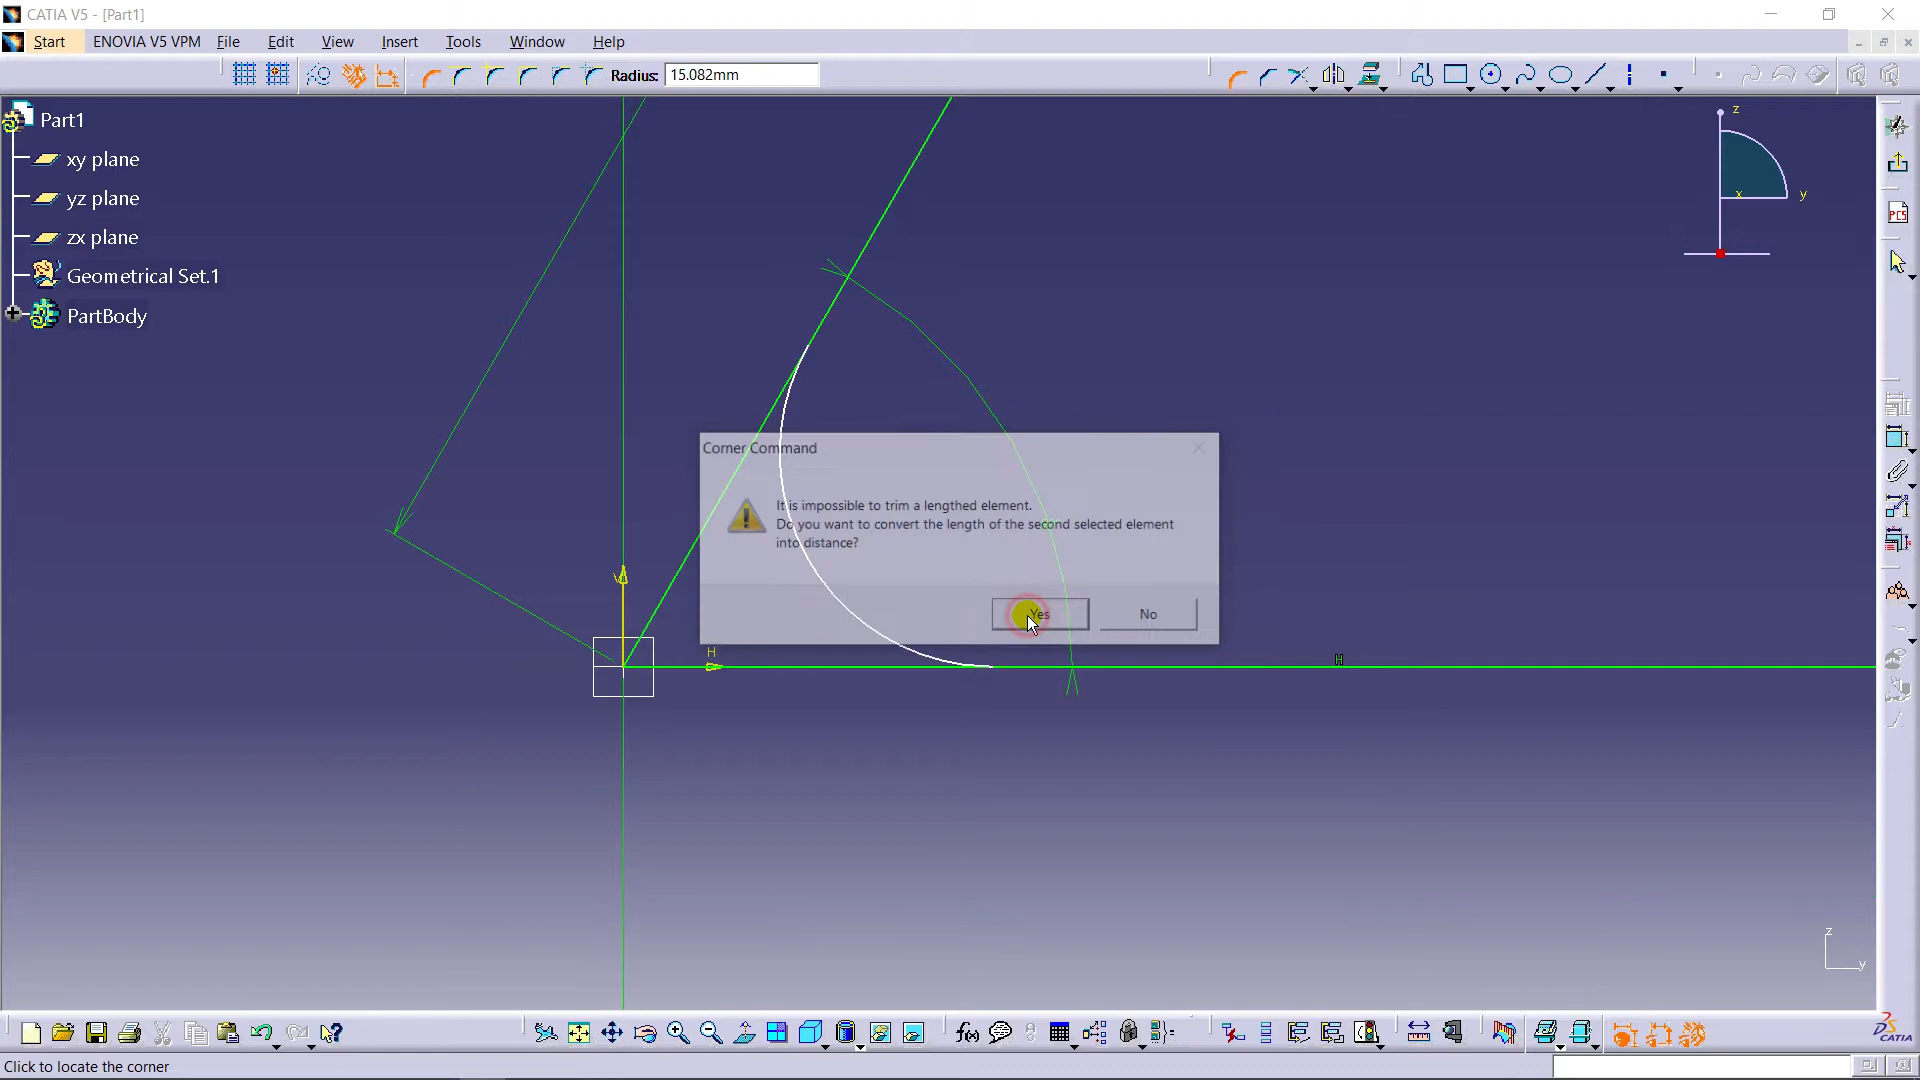 CATIA V5 - [Part1]
Start ENOVIA V5 VPM File Edit View Insert Tools Window Help
Radius: 15.082mm
Part1
xy plane
yz plane
zx plane
Geometrical Set.1
PartBody
z
x
y
PCS
Corner Command
It is impossible to trim a lengthed element.
Do you want to convert the length of the second selected element
into distance?
Yes No
V
H
H
z
y
f(x)
CATIA
Click to locate the corner